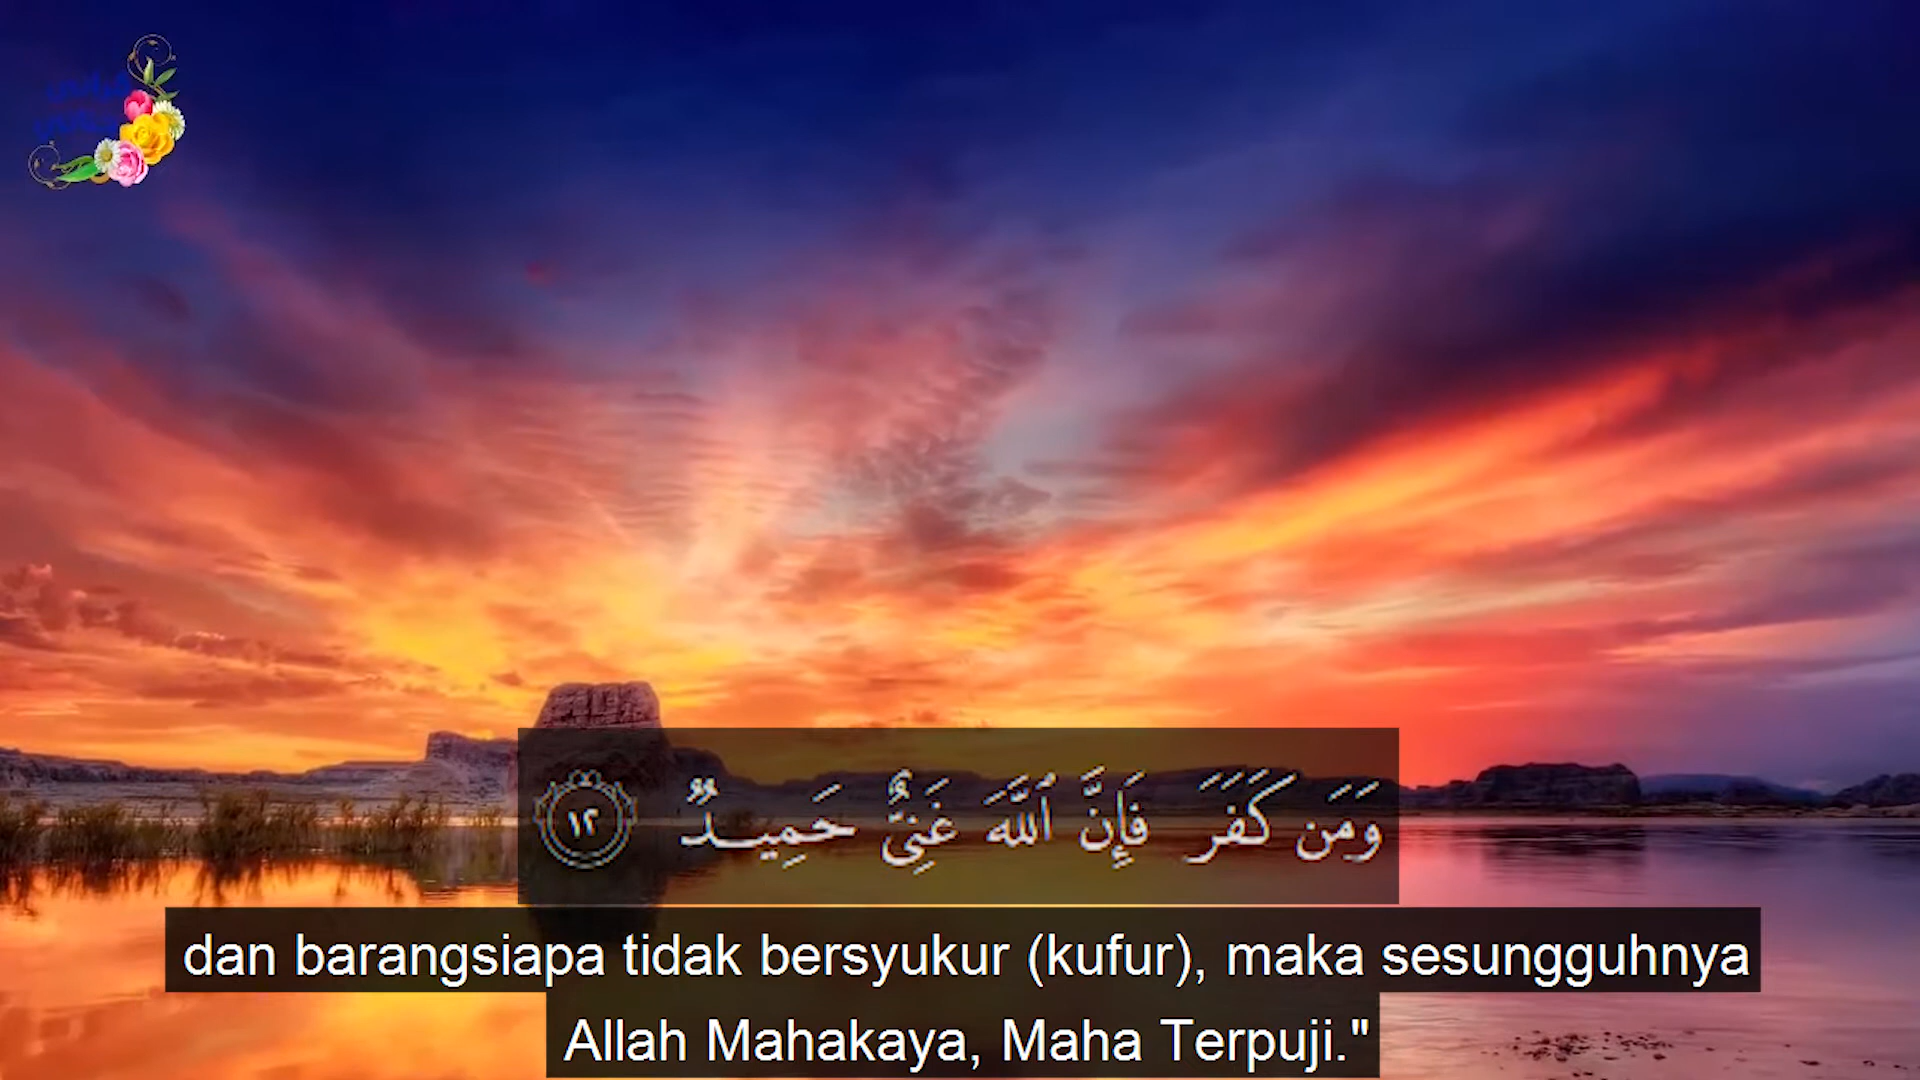 وَمَن كَفَرَ فَإِنَّ ٱللَّهَ غَنِىٌّ حَمِيدٌ ١٢
dan barangsiapa tidak bersyukur (kufur), maka sesungguhnya
Allah Mahakaya, Maha Terpuji."